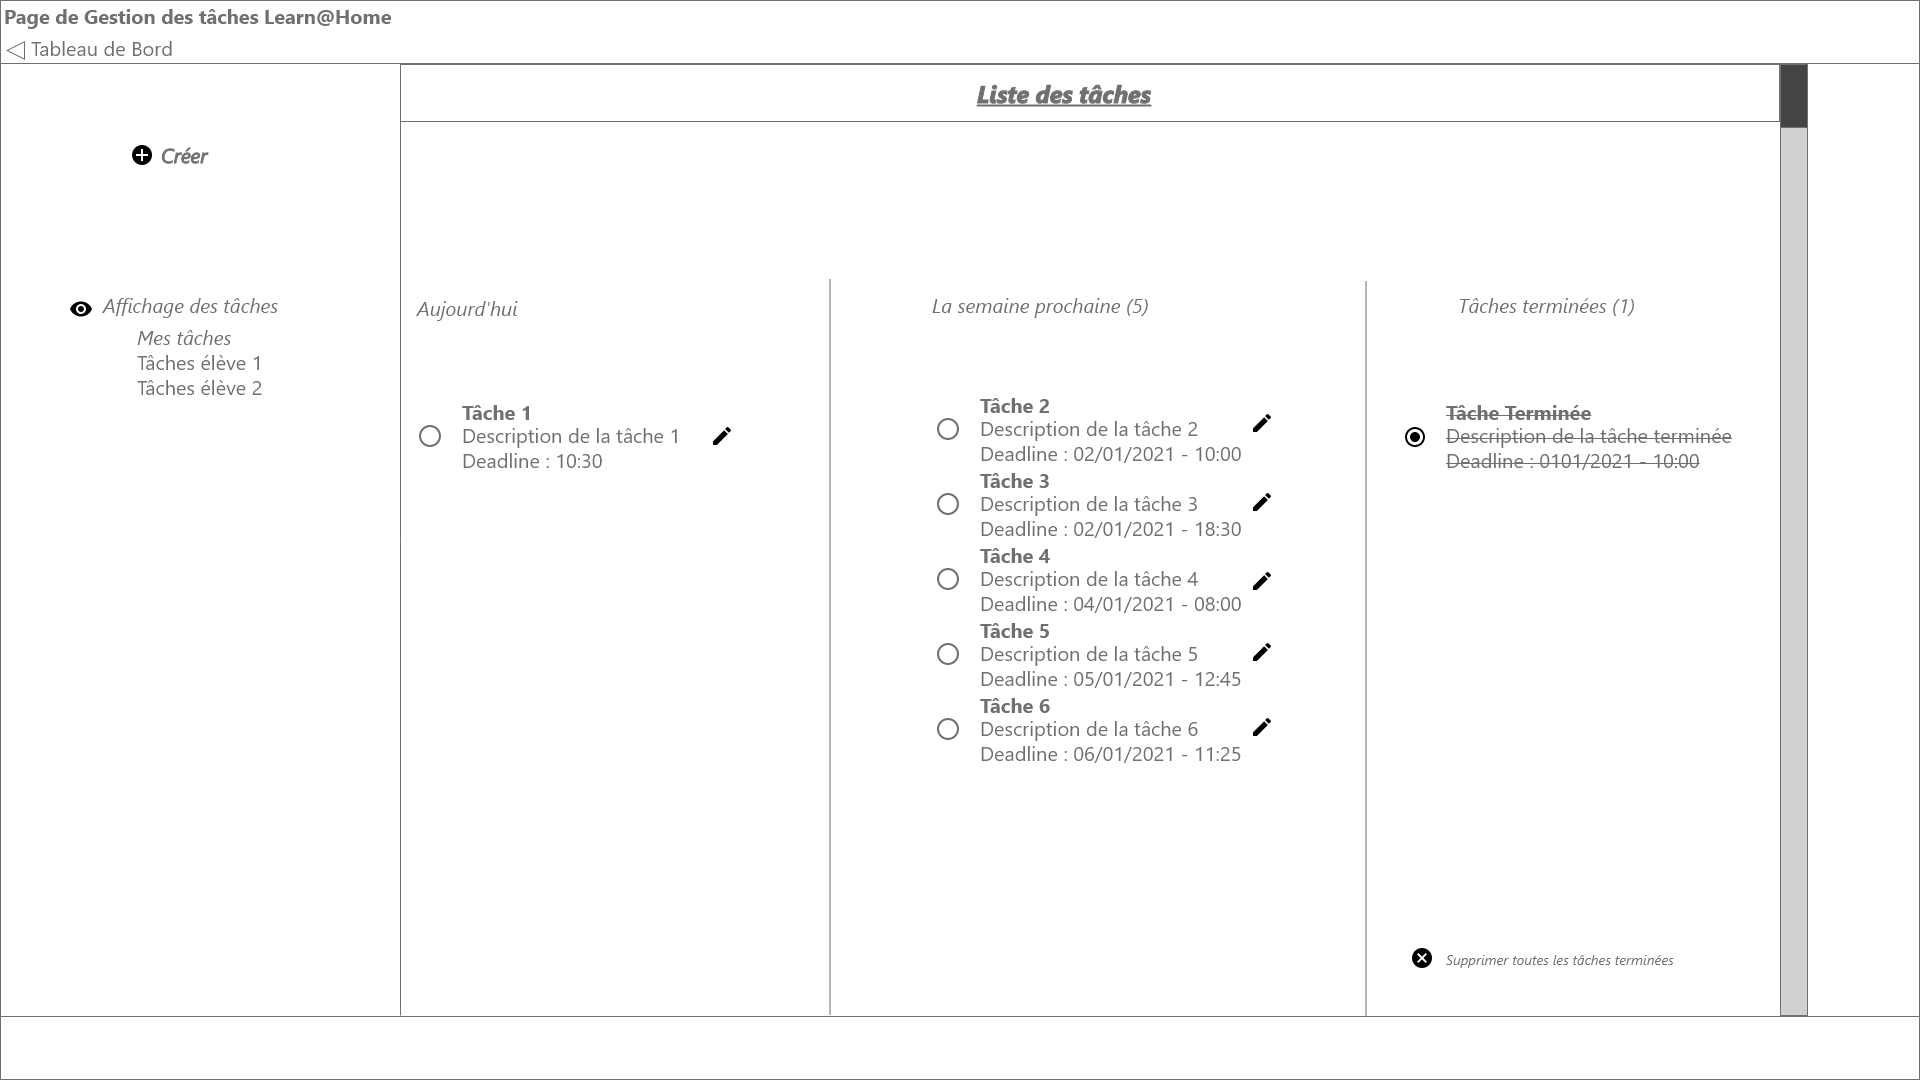 Page de Gestion des tâches Learn@Home
Tableau de Bord
Liste des tâches
Créer
Affichage des tâches
Mes tâches
Tâches élève 1
Tâches élève 2
Aujourd'hui
Tâche 1
Description de la tâche 1
Deadline : 10:30
La semaine prochaine (5)
Tâche 2
Description de la tâche 2
Deadline : 02/01/2021 - 10:00
Tâche 3
Description de la tâche 3
Deadline : 02/01/2021 - 18:30
Tâche 4
Description de la tâche 4
Deadline : 04/01/2021 - 08:00
Tâche 5
Description de la tâche 5
Deadline : 05/01/2021 - 12:45
Tâche 6
Description de la tâche 6
Deadline : 06/01/2021 - 11:25
Tâches terminées (1)
Tâche Terminée
Description de la tâche terminée
Deadline : 0101/2021 - 10:00
Supprimer toutes les tâches terminées